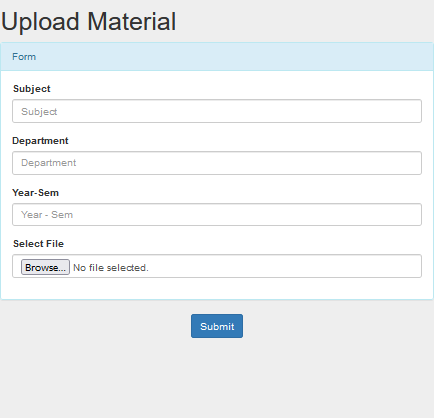 Upload Material
Form
Subject
Subject
Department
Department
Year-Sem
Year - Sem
Select File
Browse... No file selected.
Submit